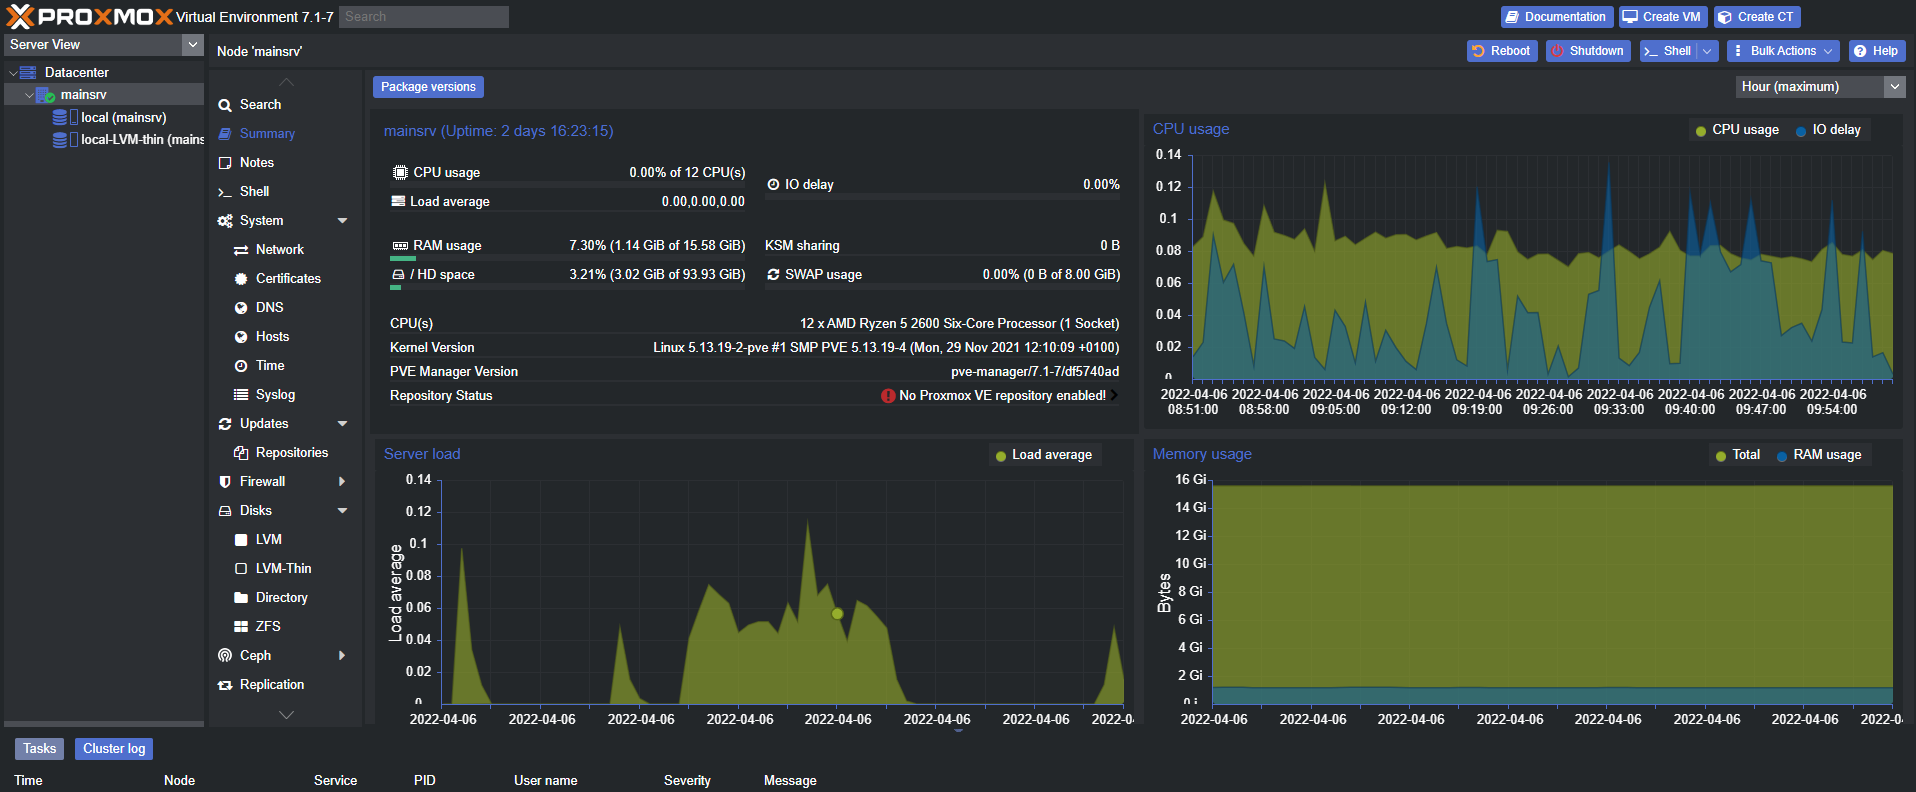 PROXMOX Virtual Environment 7.1-7 Search Documentation Create VM Create CT
Server View
Datacenter
mainsrv
local (mainsrv)
local-LVM-thin (mains
Node 'mainsrv' Reboot Shutdown Shell Bulk Actions Help
Search
Summary
Notes
Shell
System
Network
Certificates
DNS
Hosts
Time
Syslog
Updates
Repositories
Firewall
Disks
LVM
LVM-Thin
Directory
ZFS
Ceph
Replication
Package versions Hour (maximum)
mainsrv (Uptime: 2 days 16:23:15)
CPU usage 0.00% of 12 CPU(s)
IO delay 0.00%
Load average 0.00,0.00,0.00
RAM usage 7.30% (1.14 GiB of 15.58 GiB)
KSM sharing 0 B
/ HD space 3.21% (3.02 GiB of 93.93 GiB)
SWAP usage 0.00% (0 B of 8.00 GiB)
CPU(s) 12 x AMD Ryzen 5 2600 Six-Core Processor (1 Socket)
Kernel Version Linux 5.13.19-2-pve #1 SMP PVE 5.13.19-4 (Mon, 29 Nov 2021 12:10:09 +0100)
PVE Manager Version pve-manager/7.1-7/df5740ad
Repository Status No Proxmox VE repository enabled!
CPU usage
CPU usage IO delay
0.14
0.12
0.1
0.08
0.06
0.04
0.02
0
2022-04-06 2022-04-06 2022-04-06 2022-04-06 2022-04-06 2022-04-06 2022-04-06 2022-04-06 2022-04-06 2022-04-06
08:51:00 08:58:00 09:05:00 09:12:00 09:19:00 09:26:00 09:33:00 09:40:00 09:47:00 09:54:00
Server load
Load average
Load average
0.14
0.12
0.1
0.08
0.06
0.04
0.02
0
2022-04-06 2022-04-06 2022-04-06 2022-04-06 2022-04-06 2022-04-06 2022-04-06 2022-0
Memory usage
Total RAM usage
Bytes
16 Gi
14 Gi
12 Gi
10 Gi
8 Gi
6 Gi
4 Gi
2 Gi
0 i
2022-04-06 2022-04-06 2022-04-06 2022-04-06 2022-04-06 2022-04-06 2022-04-06 2022-0
Tasks Cluster log
Time Node Service PID User name Severity Message